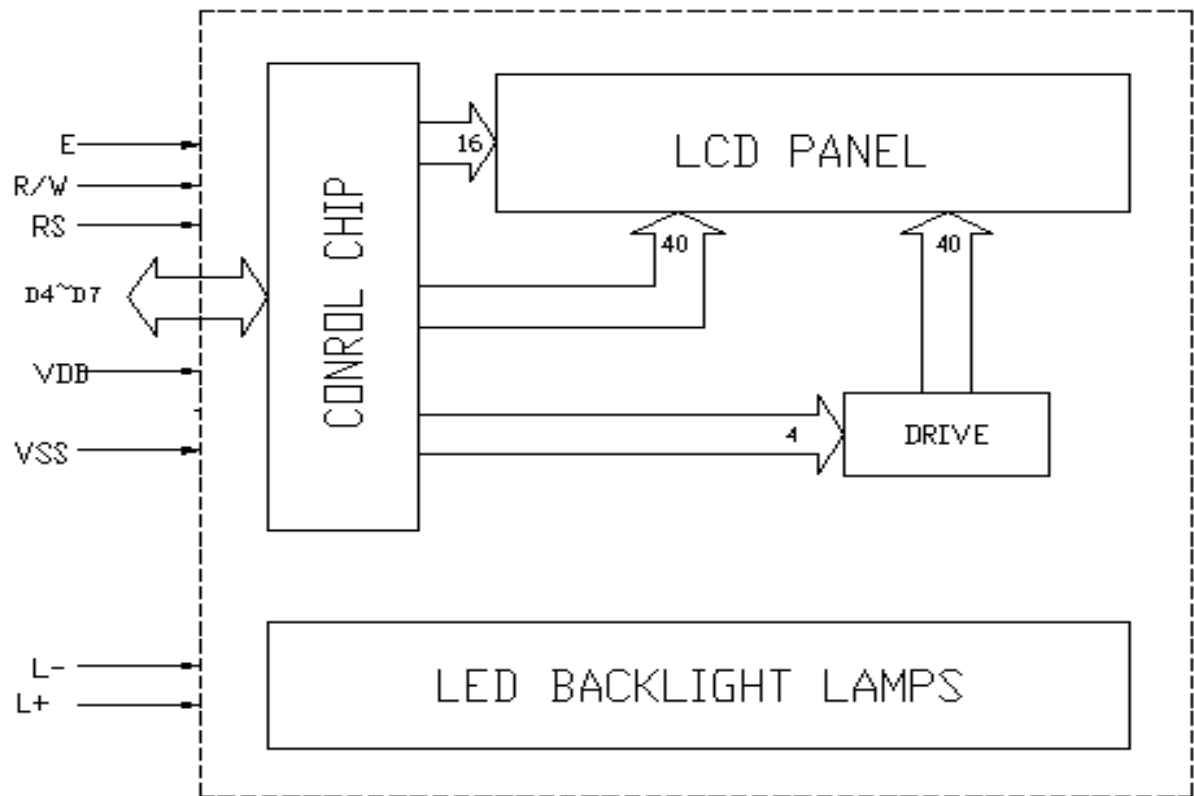 E
R/W
RS
D4~D7
VDD
VSS
L-
L+
CONROL CHIP
16
LCD PANEL
40
40
4
DRIVE
LED BACKLIGHT LAMPS